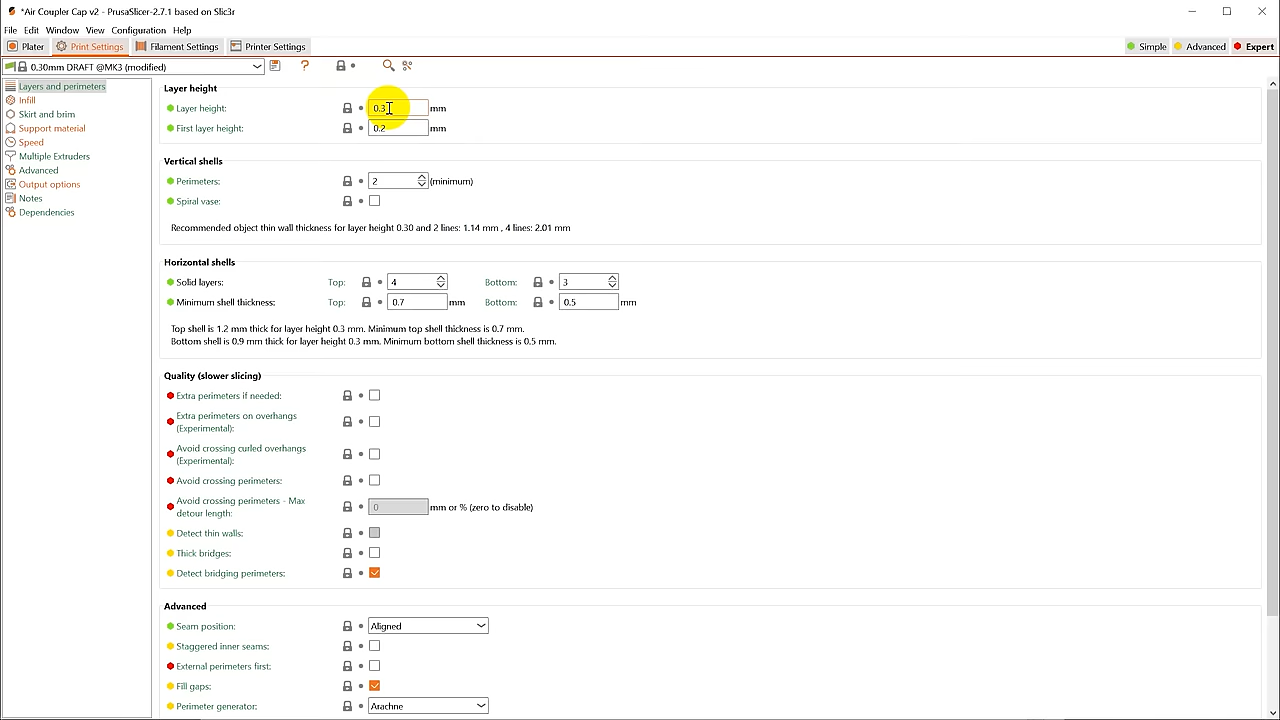 *Air Coupler Cap v2 - PrusaSlicer-2.7.1 based on Slic3r
File Edit Window View Configuration Help
Plater Print Settings Filament Settings Printer Settings Simple Advanced Expert
0.30mm DRAFT @MK3 (modified) ?
Layers and perimeters
Infill
Skirt and brim
Support material
Speed
Multiple Extruders
Advanced
Output options
Notes
Dependencies
Layer height
Layer height: 0.3 mm
First layer height: 0.2 mm
Vertical shells
Perimeters: 2 (minimum)
Spiral vase:
Recommended object thin wall thickness for layer height 0.30 and 2 lines: 1.14 mm , 4 lines: 2.01 mm
Horizontal shells
Solid layers: Top: 4 Bottom: 3
Minimum shell thickness: Top: 0.7 mm Bottom: 0.5 mm
Top shell is 1.2 mm thick for layer height 0.3 mm. Minimum top shell thickness is 0.7 mm.
Bottom shell is 0.9 mm thick for layer height 0.3 mm. Minimum bottom shell thickness is 0.5 mm.
Quality (slower slicing)
Extra perimeters if needed:
Extra perimeters on overhangs
(Experimental):
Avoid crossing curled overhangs
(Experimental):
Avoid crossing perimeters:
Avoid crossing perimeters - Max
detour length: 0 mm or % (zero to disable)
Detect thin walls:
Thick bridges:
Detect bridging perimeters:
Advanced
Seam position: Aligned
Staggered inner seams:
External perimeters first:
Fill gaps:
Perimeter generator: Arachne